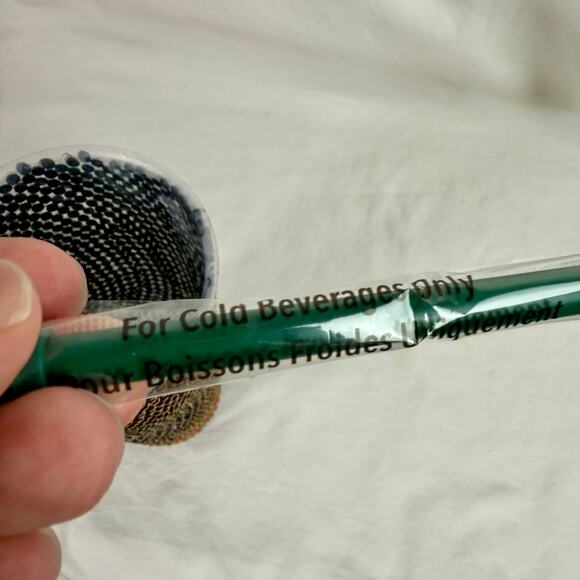 For Cold Beverages Only
Pour Boissons Froides Uniquement